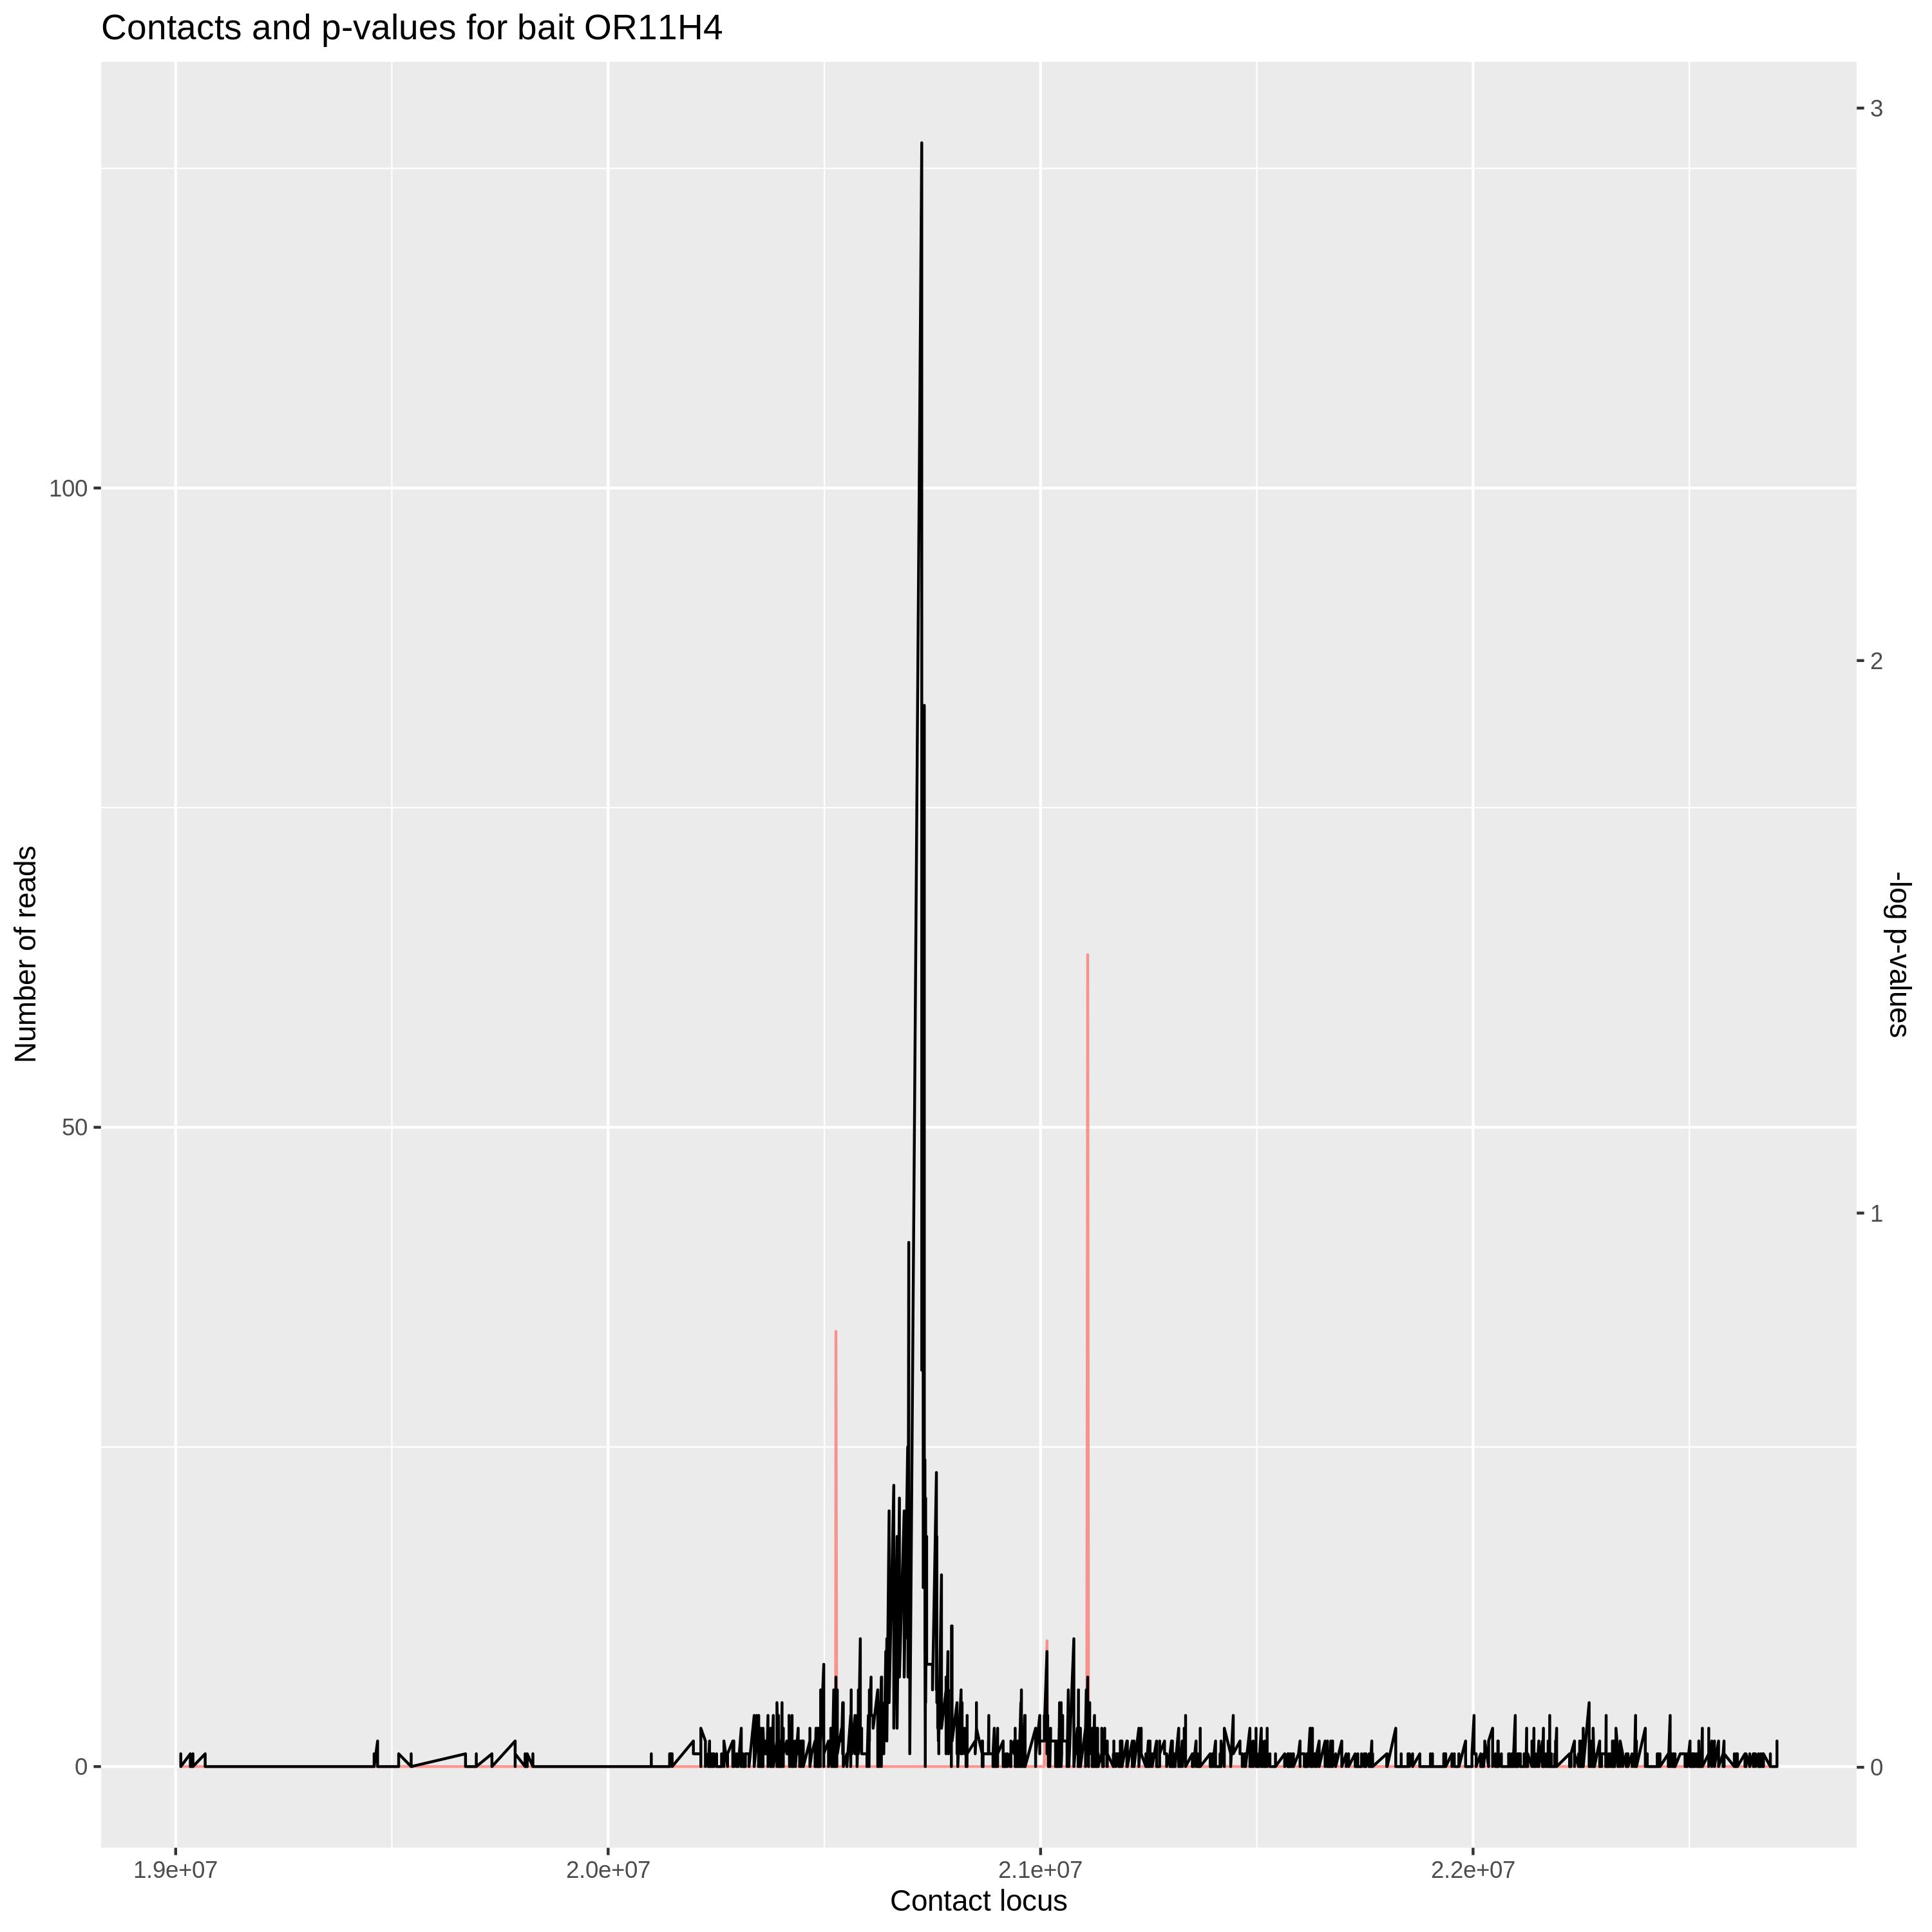 Contacts and p-values for bait OR11H4
3
100
2
Number of reads
-log p-values
50
1
0
0
1.9e+07
2.0e+07
2.1e+07
2.2e+07
Contact locus